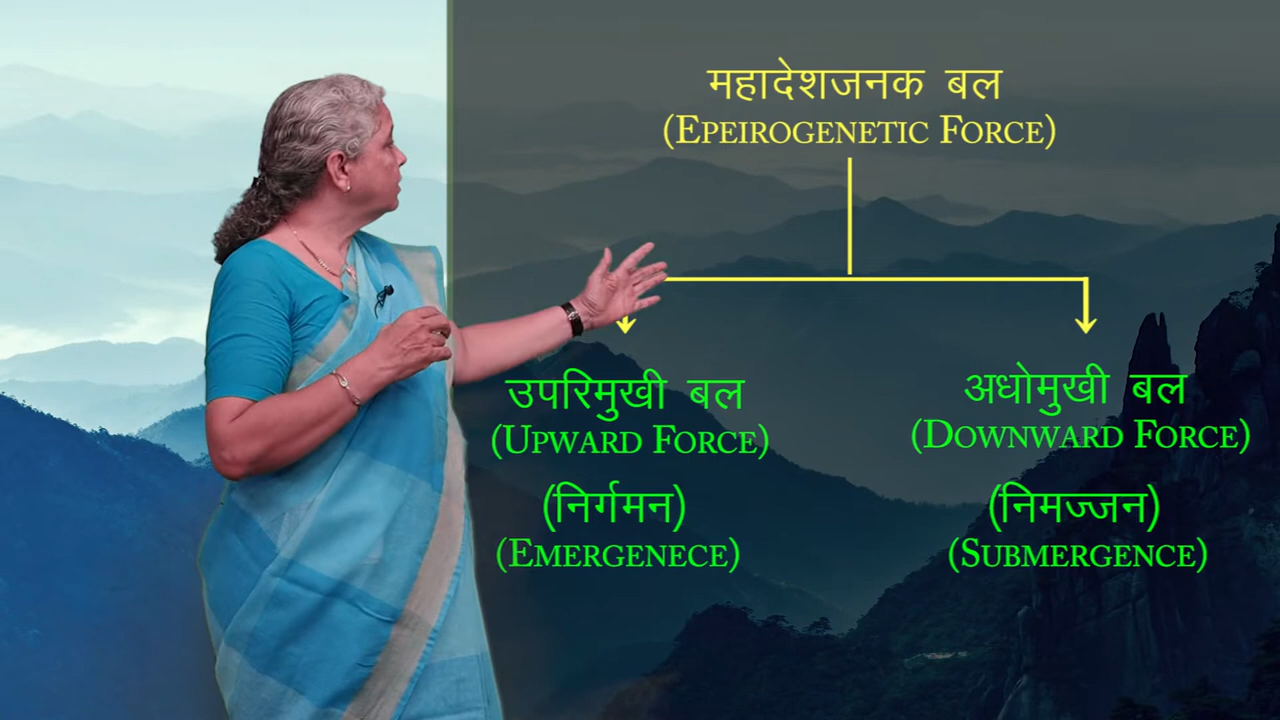 महादेशजनक बल
(EPEIROGENETIC FORCE)
उपरिमुखी बल
(UPWARD FORCE)
(निर्गमन)
(EMERGENECE)
अधोमुखी बल
(DOWNWARD FORCE)
(निमज्जन)
(SUBMERGENCE)